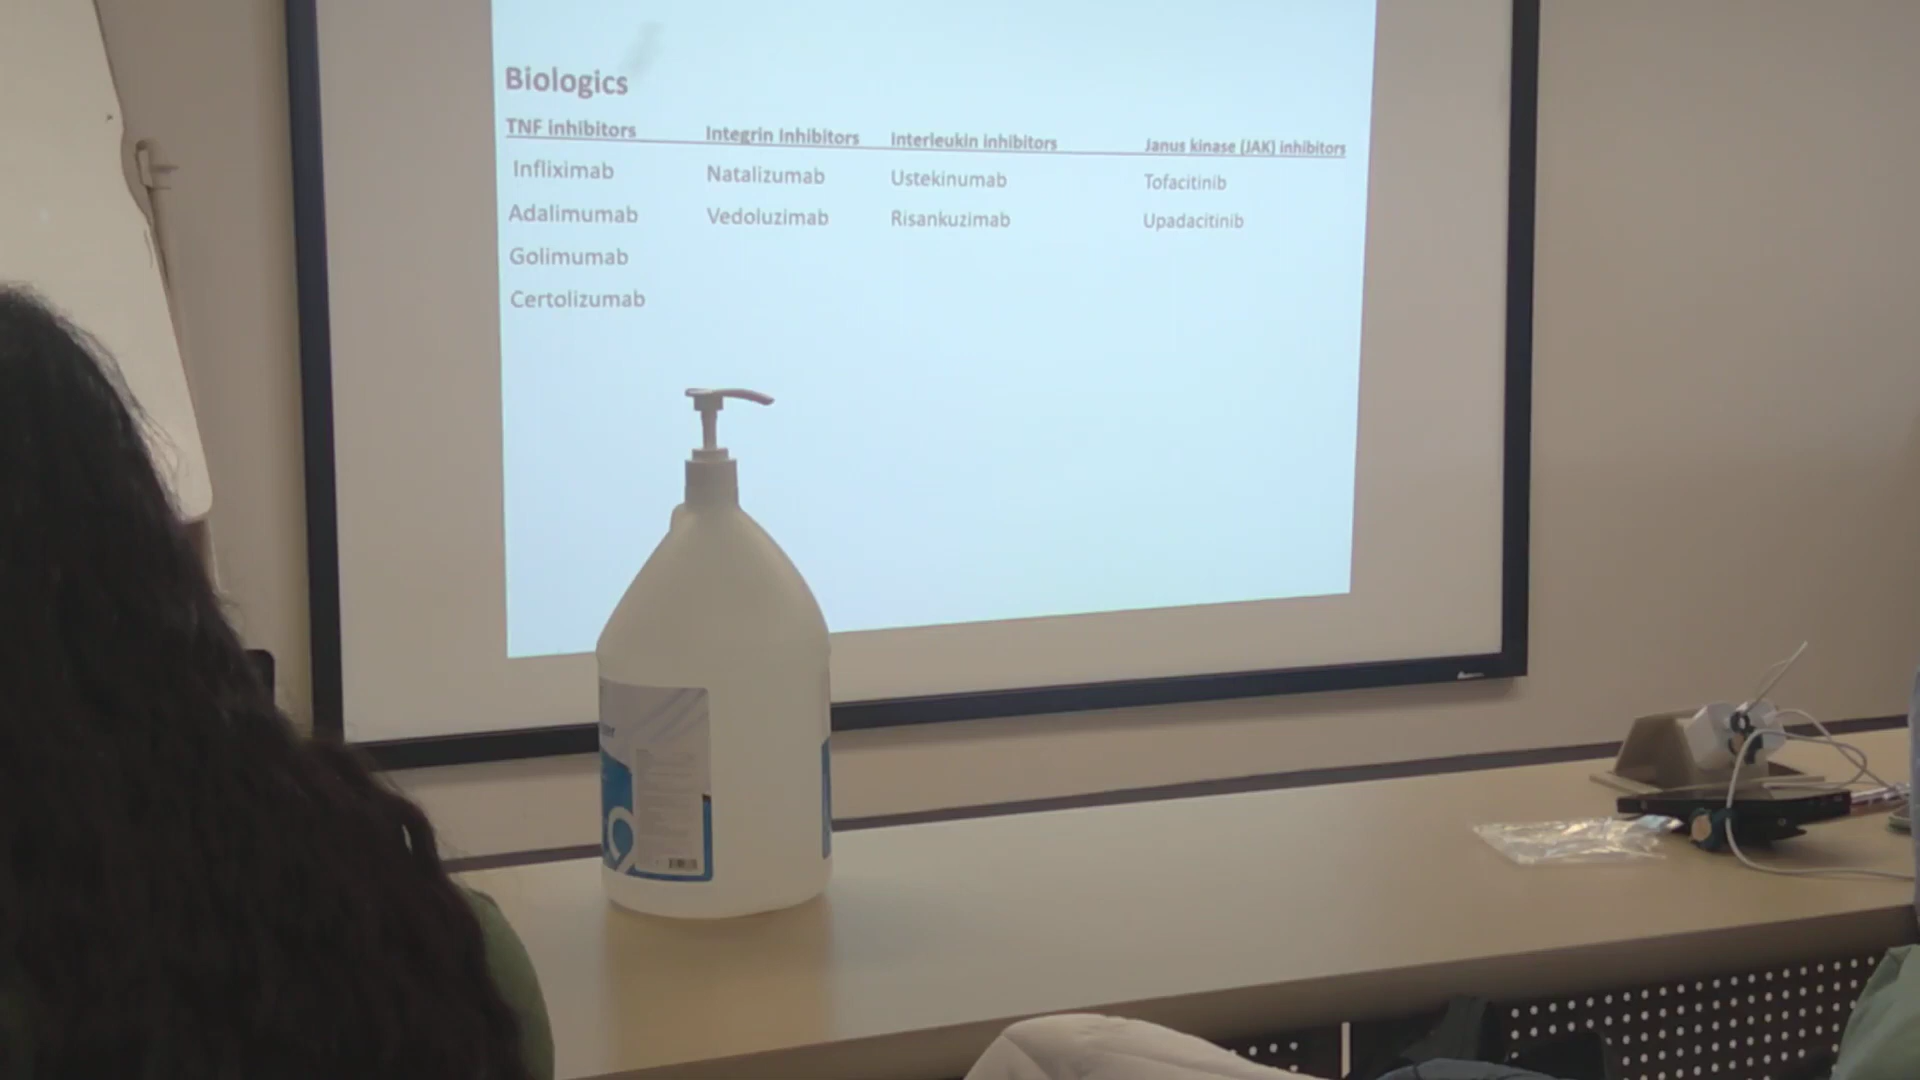 Biologics
TNF inhibitors Integrin Inhibitors Interleukin inhibitors Janus kinase (JAK) inhibitors
Infliximab Natalizumab Ustekinumab Tofacitinib
Adalimumab Vedoluzimab Risankuzimab Upadacitinib
Golimumab
Certolizumab